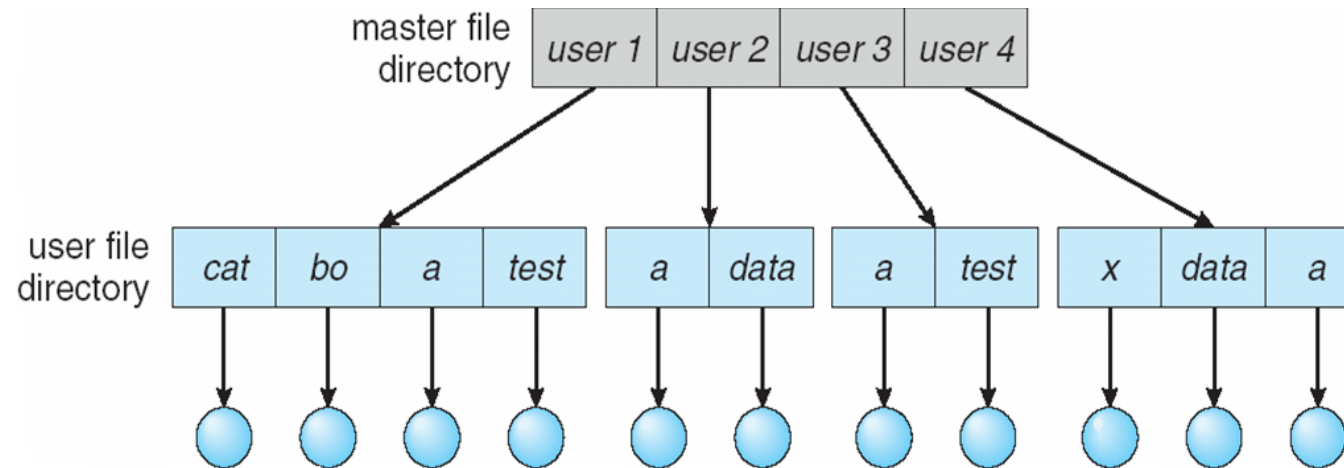 master file
directory
user 1 user 2 user 3 user 4
user file
directory
cat bo a test a data a test x data a